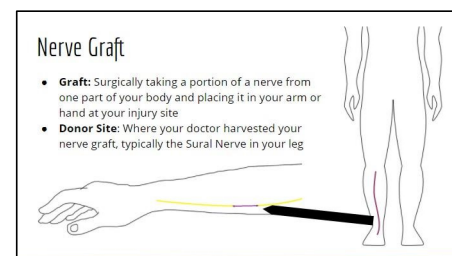 Nerve Graft
● Graft: Surgically taking a portion of a nerve from
one part of your body and placing it in your arm or
hand at your injury site
● Donor Site: Where your doctor harvested your
nerve graft, typically the Sural Nerve in your leg